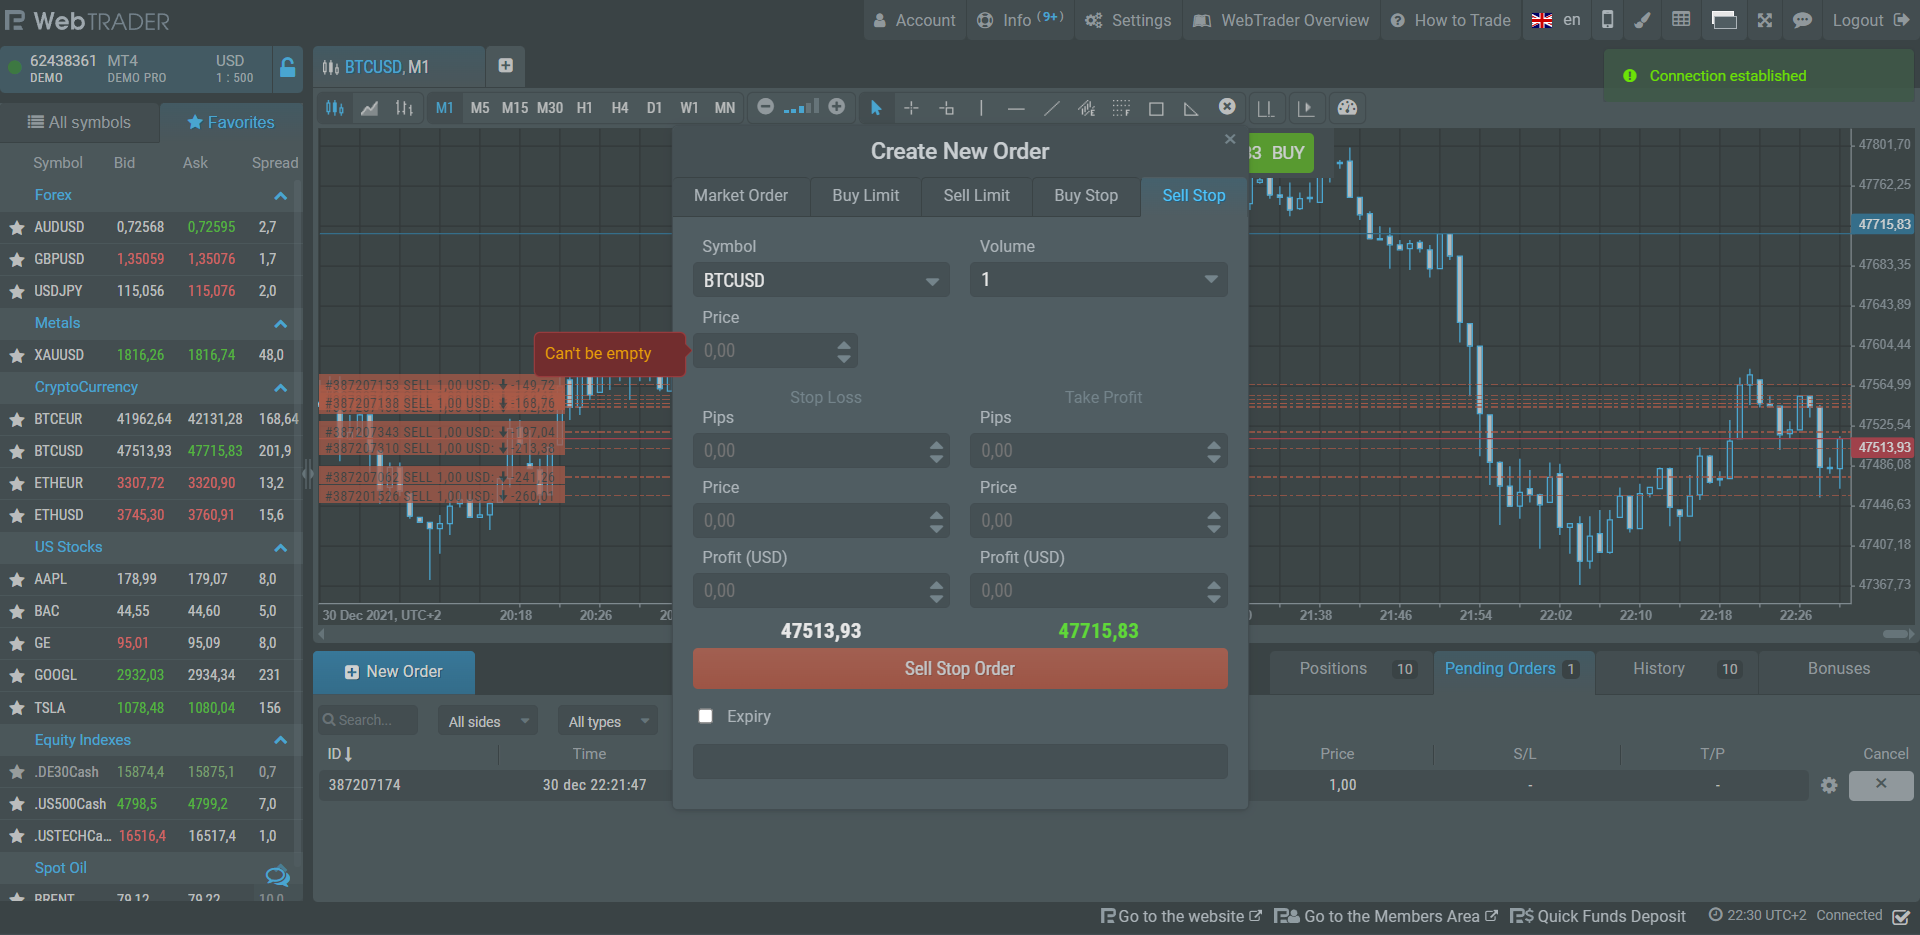 WebTRADER
Account
Info (9+)
Settings
WebTrader Overview
How to Trade
en
Logout
62438361 MT4 USD
DEMO DEMO PRO 1 : 500
BTCUSD, M1
Connection established
M1 M5 M15 M30 H1 H4 D1 W1 MN
All symbols
Favorites
Symbol Bid Ask Spread
Forex
AUDUSD 0,72568 0,72595 2,7
GBPUSD 1,35059 1,35076 1,7
USDJPY 115,056 115,076 2,0
Metals
XAUUSD 1816,26 1816,74 48,0
CryptoCurrency
BTCEUR 41962,64 42131,28 168,64
BTCUSD 47513,93 47715,83 201,9
ETHEUR 3307,72 3320,90 13,2
ETHUSD 3745,30 3760,91 15,6
US Stocks
AAPL 178,99 179,07 8,0
BAC 44,55 44,60 5,0
GE 95,01 95,09 8,0
GOOGL 2932,03 2934,34 231
TSLA 1078,48 1080,04 156
Equity Indexes
.DE30Cash 15874,4 15875,1 0,7
.US500Cash 4798,5 4799,2 7,0
.USTECHCa... 16516,4 16517,4 1,0
Spot Oil
BRENT 79,12 79,22 10,0
#387207153 SELL 1,00 USD: -149,72
#387207138 SELL 1,00 USD: -168,76
#387207343 SELL 1,00 USD: -197,04
#387207310 SELL 1,00 USD: -213,33
#387207062 SELL 1,00 USD: -241,26
#387201526 SELL 1,00 USD: -260,01
30 Dec 2021, UTC+2 20:18 20:26
Create New Order
Market Order
Buy Limit
Sell Limit
Buy Stop
Sell Stop
Symbol Volume
BTCUSD 1
Price
Can't be empty
0,00
Stop Loss Take Profit
Pips Pips
0,00 0,00
Price Price
0,00 0,00
Profit (USD) Profit (USD)
0,00 0,00
47513,93 47715,83
Sell Stop Order
Expiry
33 BUY
47801,70
47762,25
47715,83
47683,35
47643,89
47604,44
47564,99
47525,54
47513,93
47486,08
47446,63
47407,18
47367,73
21:38 21:46 21:54 22:02 22:10 22:18 22:26
New Order
Positions 10
Pending Orders 1
History 10
Bonuses
Search...
All sides
All types
ID Time Price S/L T/P Cancel
387207174 30 dec 22:21:47 1,00 - -
Go to the website
Go to the Members Area
Quick Funds Deposit
22:30 UTC+2 Connected